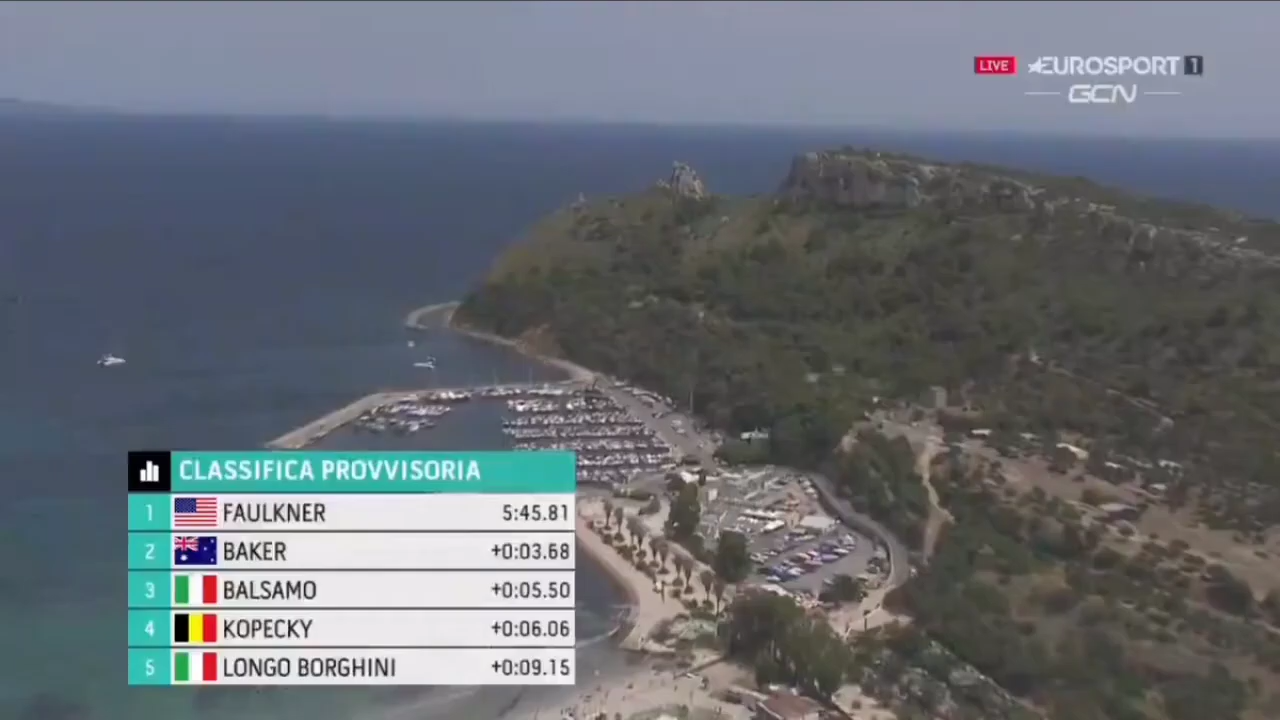 LIVE EUROSPORT 1
GCN
CLASSIFICA PROVVISORIA
1 FAULKNER 5:45.81
2 BAKER +0:03.68
3 BALSAMO +0:05.50
4 KOPECKY +0:06.06
5 LONGO BORGHINI +0:09.15